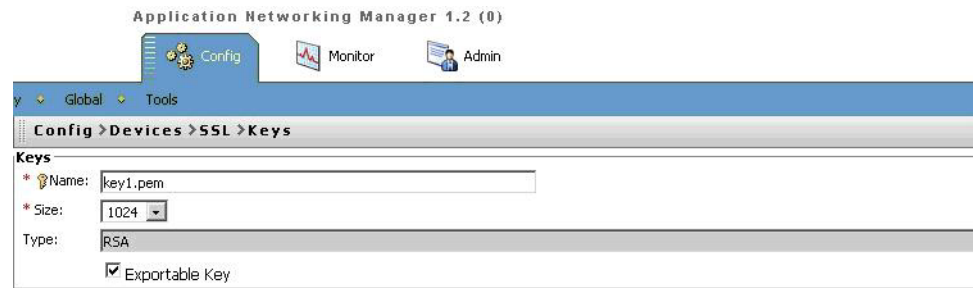 Application Networking Manager 1.2 (0)
Config Monitor Admin
y Global Tools
Config > Devices > SSL > Keys
Keys
* Name: key1.pem
* Size: 1024
Type: RSA
Exportable Key